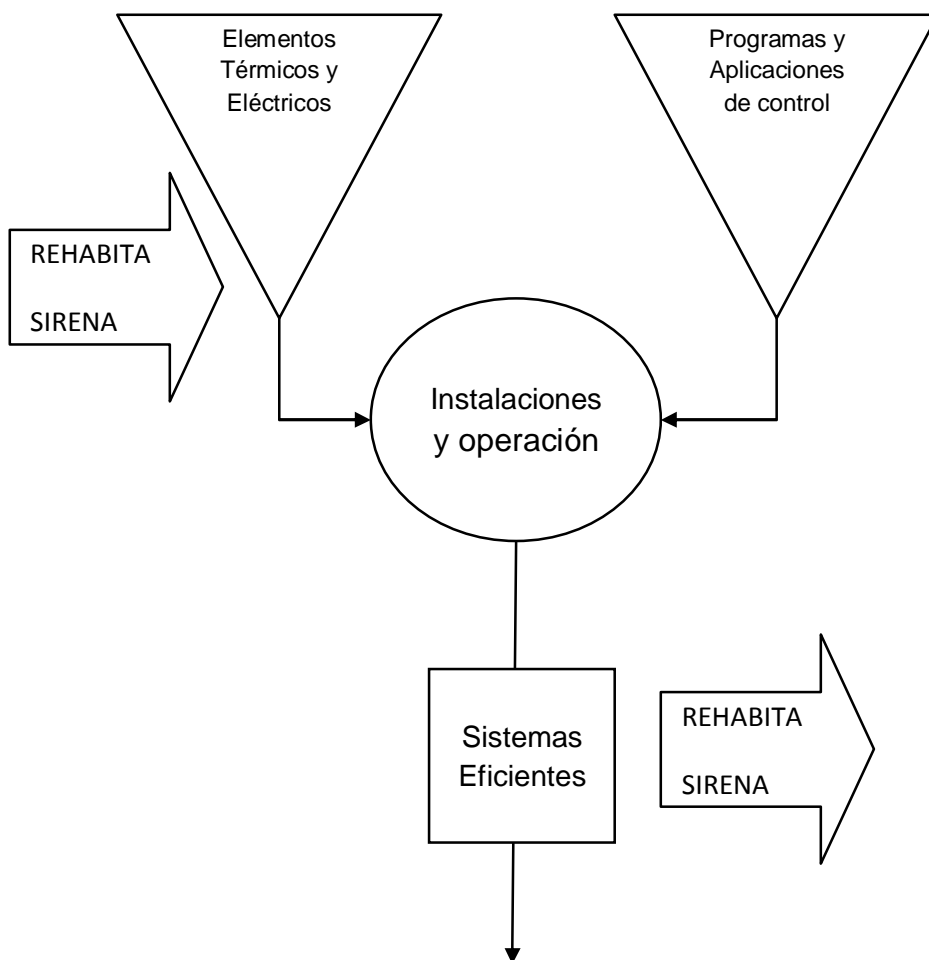 Elementos
Térmicos y
Eléctricos
Programas y
Aplicaciones
de control
REHABITA
SIRENA
Instalaciones
y operación
Sistemas
Eficientes
REHABITA
SIRENA